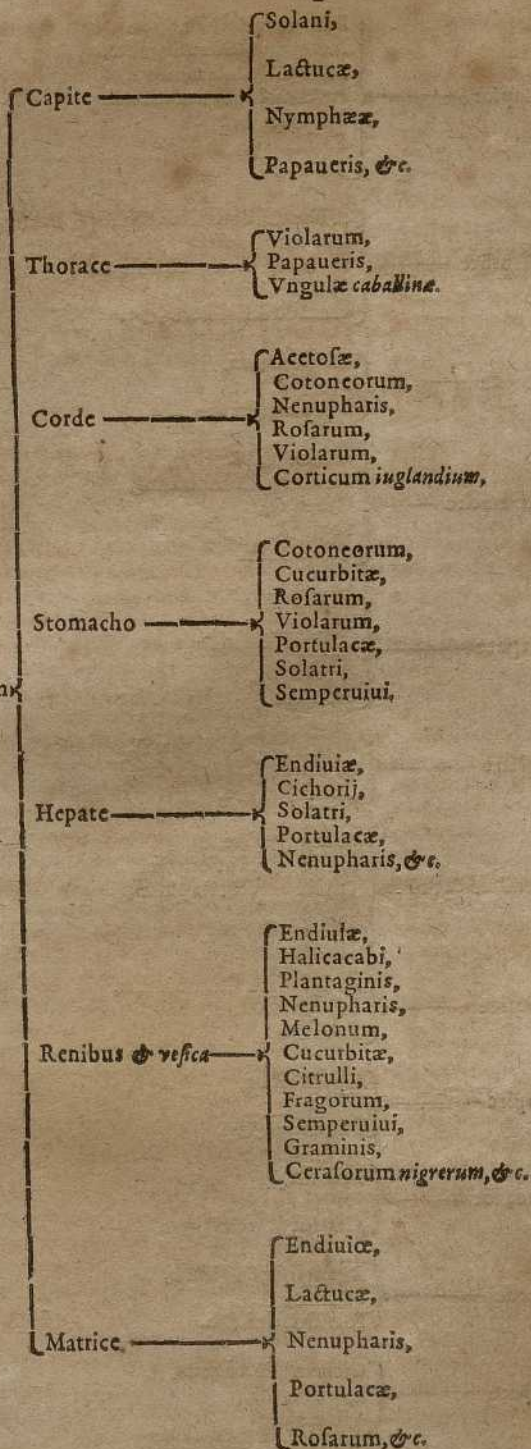 Solani,
Lactucæ,
Capite
Nymphææ,
Papaueris, &c.
Violarum,
Thorace
Papaueris,
Vngulæ caballinæ.
Acetoſæ,
Cotoneorum,
Nenupharis,
Corde
Roſarum,
Violarum,
Corticum iuglandium,
Cotoneorum,
Cucurbitæ,
Roſarum,
Stomacho
Violarum,
Portulacæ,
Solatri,
Semperuiui,
Endiuiæ,
Cichorij,
Hepate
Solatri,
Portulacæ,
Nenupharis, &c.
Endiuiæ,
Halicacabi,
Plantaginis,
Nenupharis,
Melonum,
Renibus & veſica
Cucurbitæ,
Citrulli,
Fragorum,
Semperuiui,
Graminis,
Ceraſorum nigrerum, &c.
Endiuiæ,
Lactucæ,
Matrice
Nenupharis,
Portulacæ,
Roſarum, &c.